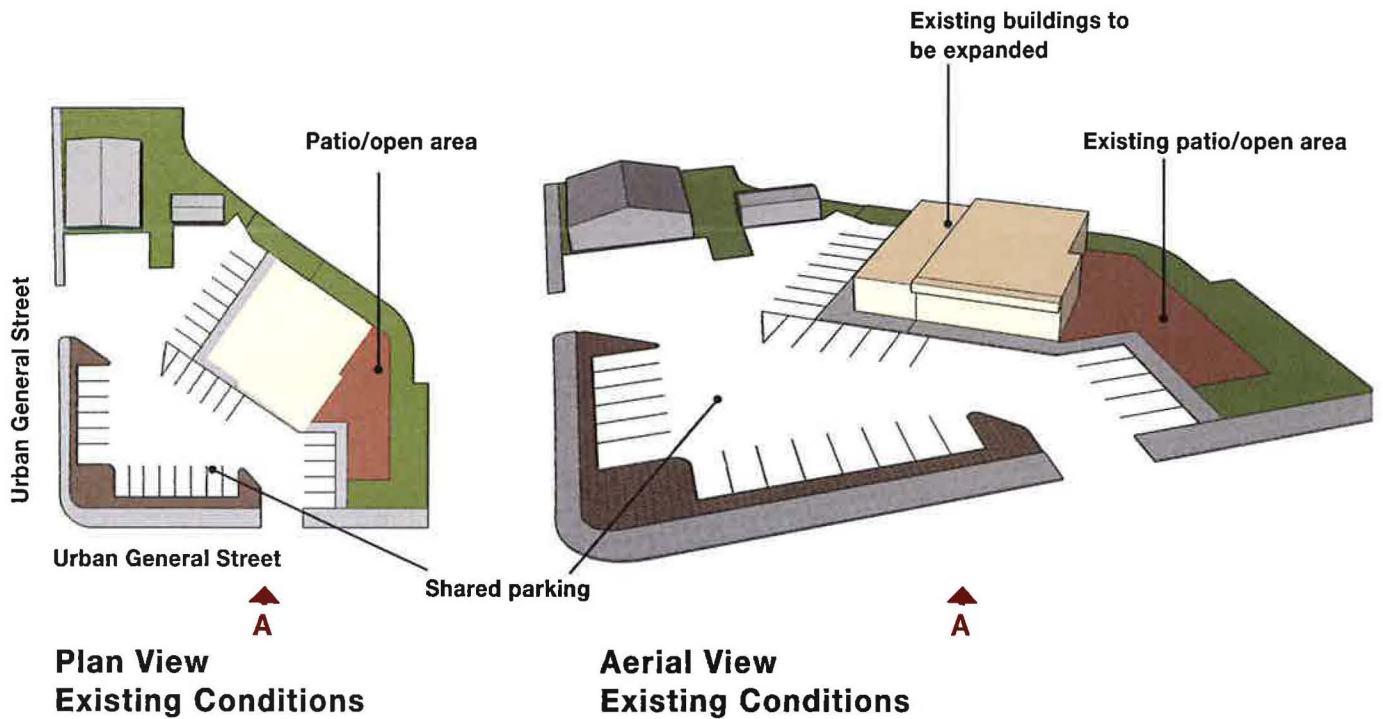 Existing buildings to
be expanded
Patio/open area
Existing patio/open area
Urban General Street
Urban General Street
Shared parking
A
A
Plan View
Existing Conditions
Aerial View
Existing Conditions